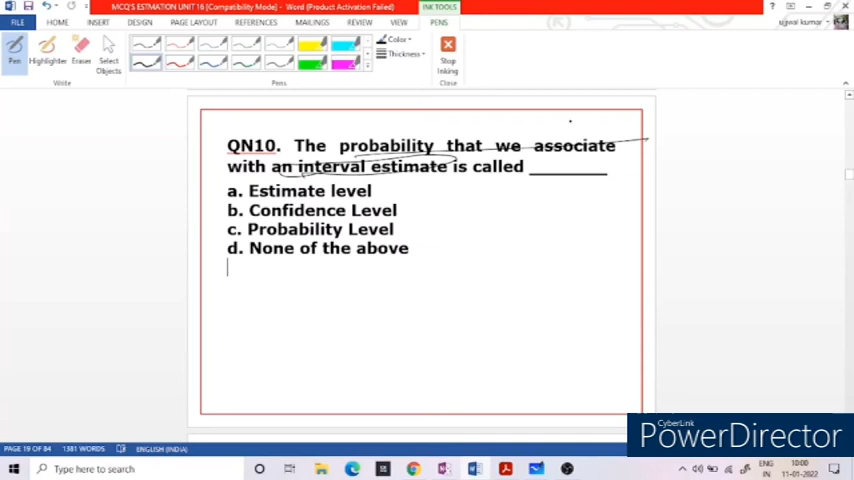 MCQ'S ESTMATION UNIT 16 [Compatibility Mode] - Word (Product Activation Failed)
INK TOOLS
FILE HOME INSERT DESIGN PAGE LAYOUT REFERENCES MAILINGS REVIEW VIEW PENS
ujjwal kumar
Pen Highlighter Eraser Select Objects
Color
Thickness
Stop Inking
Write Pens Close
QN10. The probability that we associate
with an interval estimate is called ________
a. Estimate level
b. Confidence Level
c. Probability Level
d. None of the above
CyberLink
PowerDirector
PAGE 19 OF 84 1381 WORDS ENGLISH (INDIA)
Type here to search
ENG
IN
10:00
11-01-2022